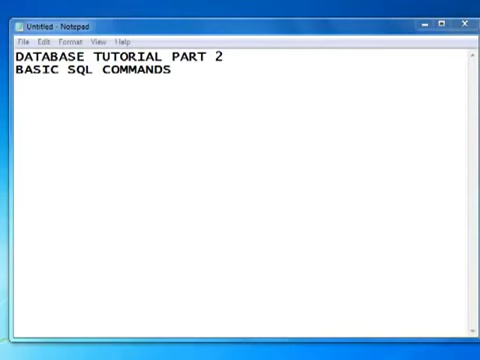 Untitled - Notepad
File Edit Format View Help
DATABASE TUTORIAL PART 2
BASIC SQL COMMANDS